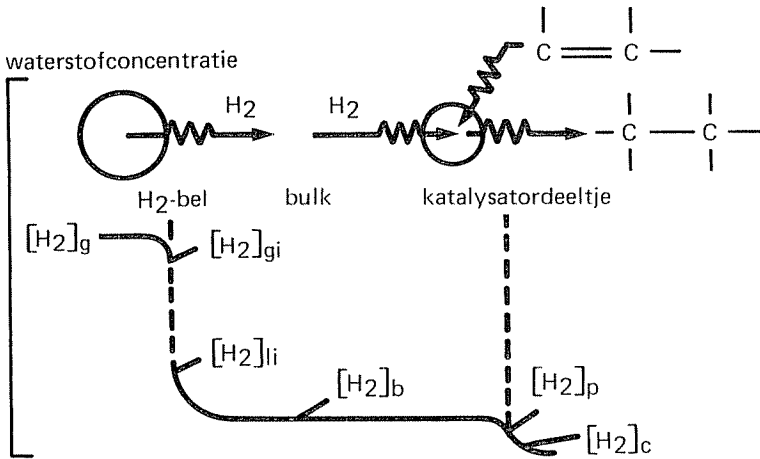 waterstofconcentratie
C C
H2 H2
C C
H2-bel bulk katalysatordeeltje
[H2]g [H2]gi
[H2]li
[H2]b [H2]p
[H2]c